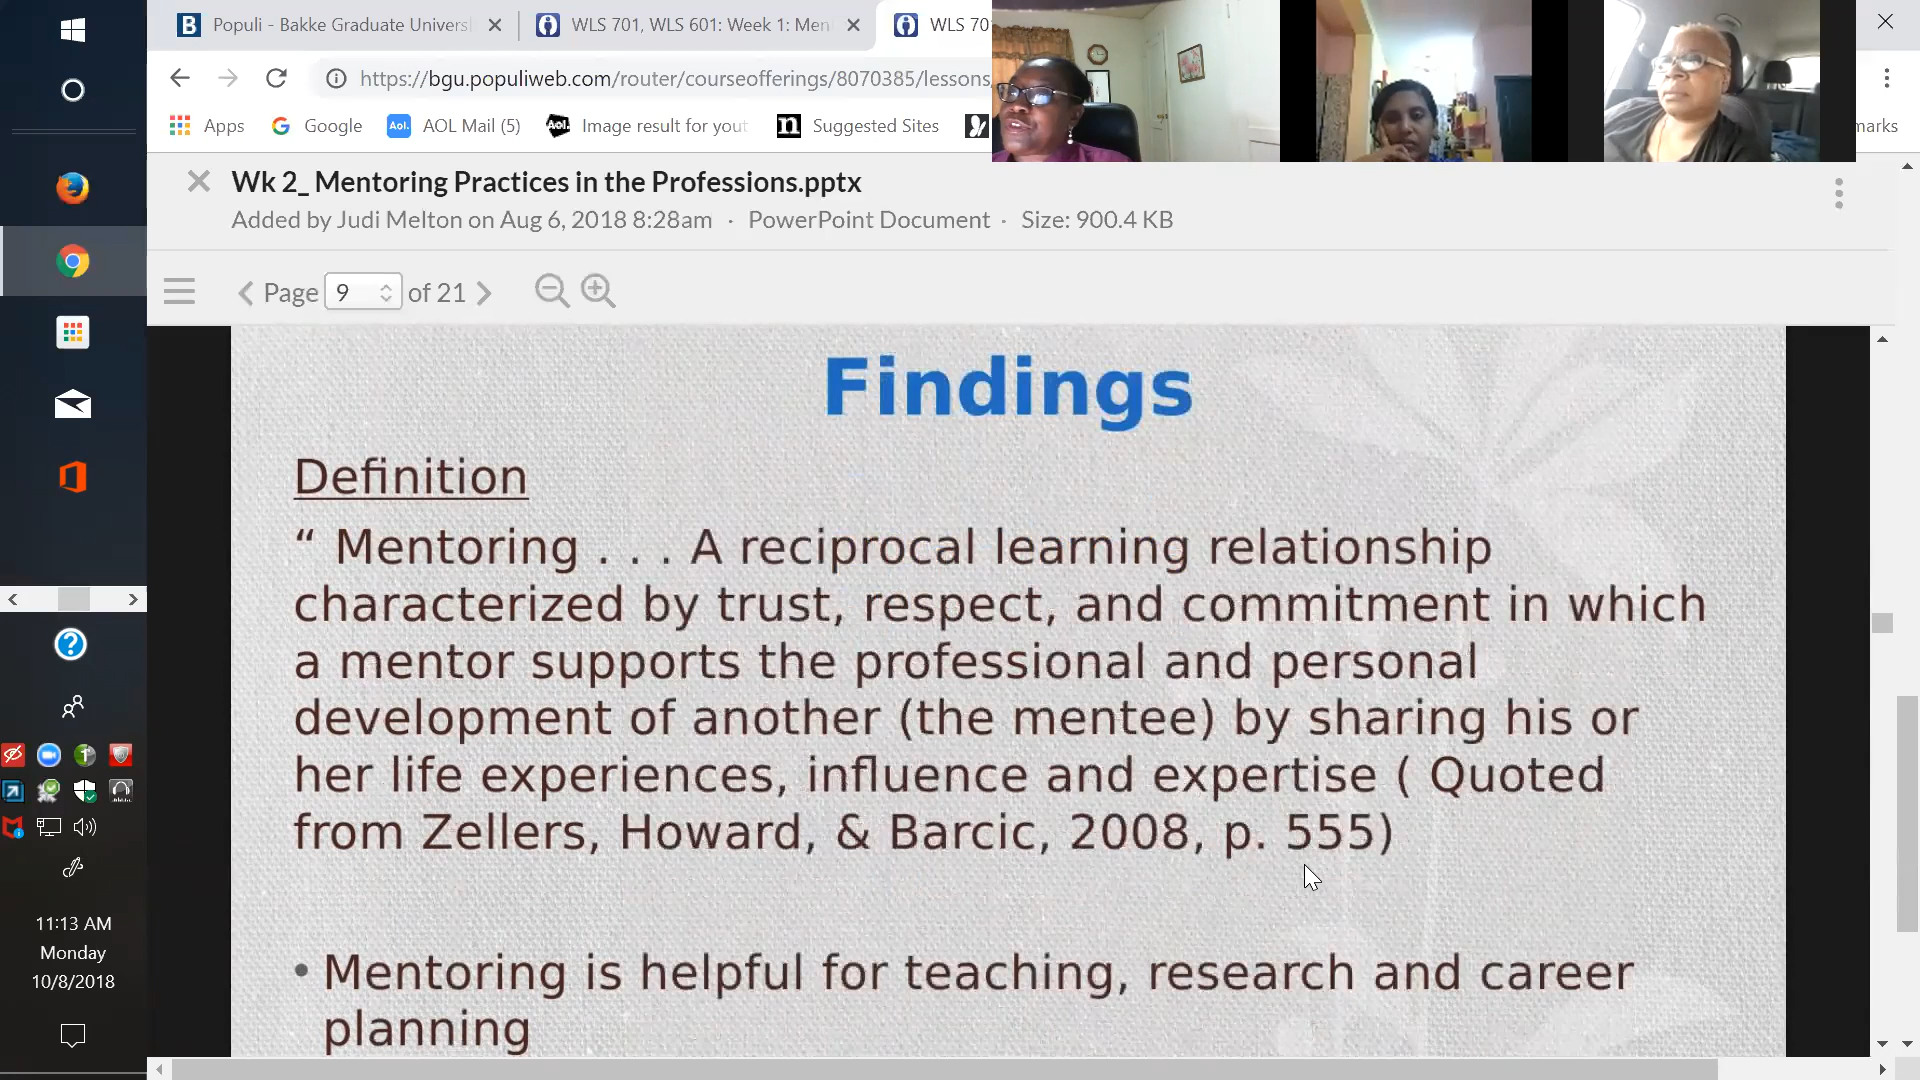 Populi - Bakke Graduate Univers
WLS 701, WLS 601: Week 1: Men
WLS 70
https://bgu.populiweb.com/router/courseofferings/8070385/lessons
Apps
Google
Aol.
AOL Mail (5)
Aol.
Image result for yout
n
Suggested Sites
marks
Wk 2_ Mentoring Practices in the Professions.pptx
Added by Judi Melton on Aug 6, 2018 8:28am · PowerPoint Document · Size: 900.4 KB
Page 9 of 21
Findings
Definition
“ Mentoring . . . A reciprocal learning relationship
characterized by trust, respect, and commitment in which
a mentor supports the professional and personal
development of another (the mentee) by sharing his or
her life experiences, influence and expertise ( Quoted
from Zellers, Howard, & Barcic, 2008, p. 555)
• Mentoring is helpful for teaching, research and career
planning
11:13 AM
Monday
10/8/2018